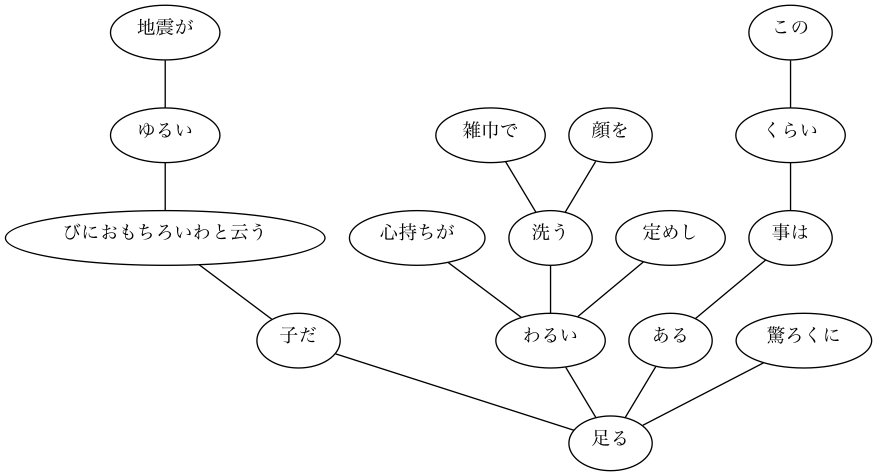 地震が
この
ゆるい
雑巾で
顔を
くらい
びにおもちろいわと云う
心持ちが
洗う
定めし
事は
子だ
わるい
ある
驚ろくに
足る